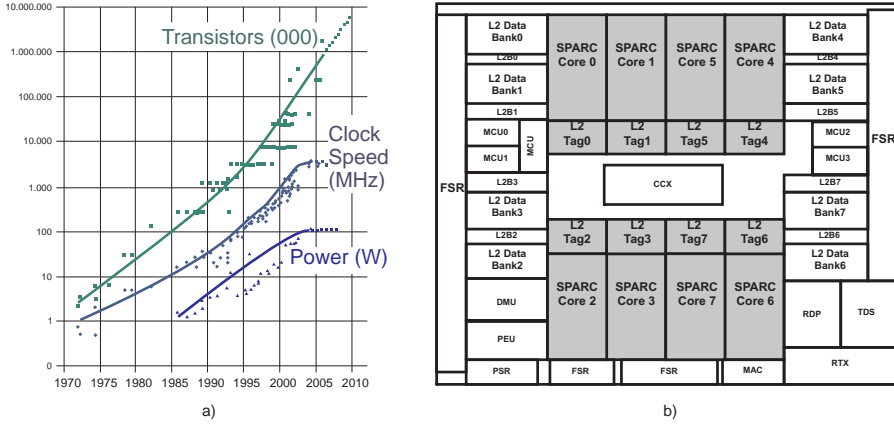 10.000.000
1.000.000
100.000
10.000
1.000
100
10
1
0
1970 1975 1980 1985 1990 1995 2000 2005 2010
Transistors (000)
Clock
Speed
(MHz)
Power (W)
a)
FSR
L2 Data
Bank0
L2B0
L2 Data
Bank1
L2B1
MCU0
MCU1
MCU
L2B3
L2 Data
Bank3
L2B2
L2 Data
Bank2
DMU
PEU
PSR
SPARC
Core 0
SPARC
Core 1
SPARC
Core 5
SPARC
Core 4
L2
Tag0
L2
Tag1
L2
Tag5
L2
Tag4
CCX
L2
Tag2
L2
Tag3
L2
Tag7
L2
Tag6
SPARC
Core 2
SPARC
Core 3
SPARC
Core 7
SPARC
Core 6
FSR
FSR
MAC
L2 Data
Bank4
L2B4
L2 Data
Bank5
L2B5
MCU2
MCU3
L2B7
L2 Data
Bank7
L2B6
L2 Data
Bank6
FSR
RDP
TDS
RTX
b)